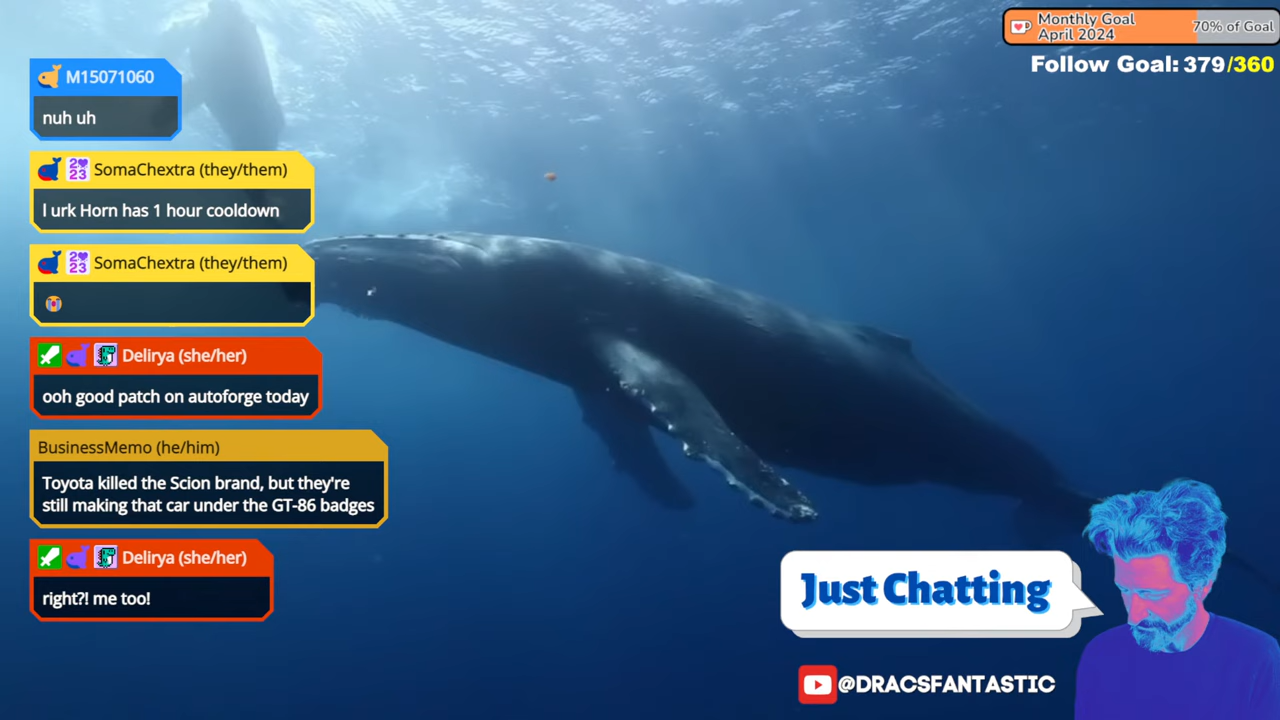 Monthly Goal
April 2024
70% of Goal
Follow Goal: 379/360
M15071060
nuh uh
2023 SomaChextra (they/them)
l urk Horn has 1 hour cooldown
2023 SomaChextra (they/them)
Delirya (she/her)
ooh good patch on autoforge today
BusinessMemo (he/him)
Toyota killed the Scion brand, but they're
still making that car under the GT-86 badges
Delirya (she/her)
right?! me too!
Just Chatting
@DRACSFANTASTIC